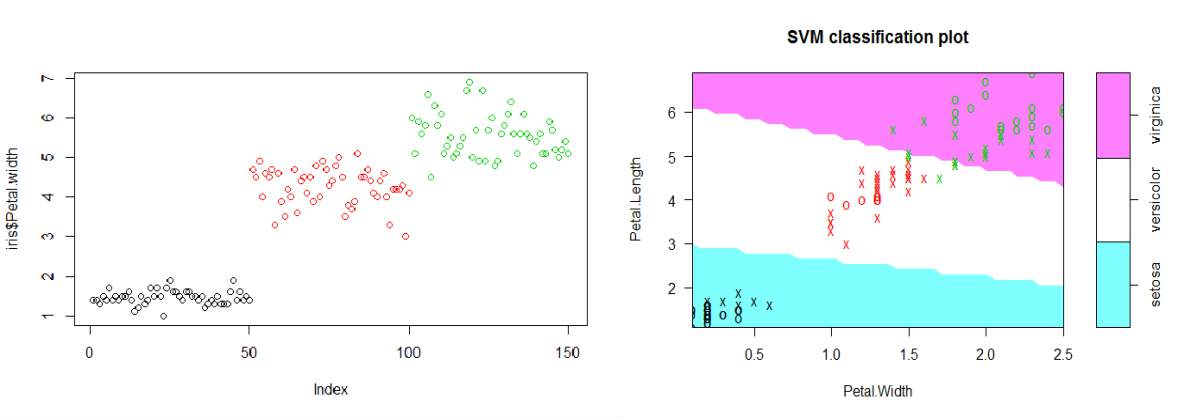 SVM classification plot
iris$Petal.width
1 2 3 4 5 6 7
0 50 100 150
Index
Petal.Length
2 3 4 5 6
0.5 1.0 1.5 2.0 2.5
Petal.Width
setosa versicolor virginica